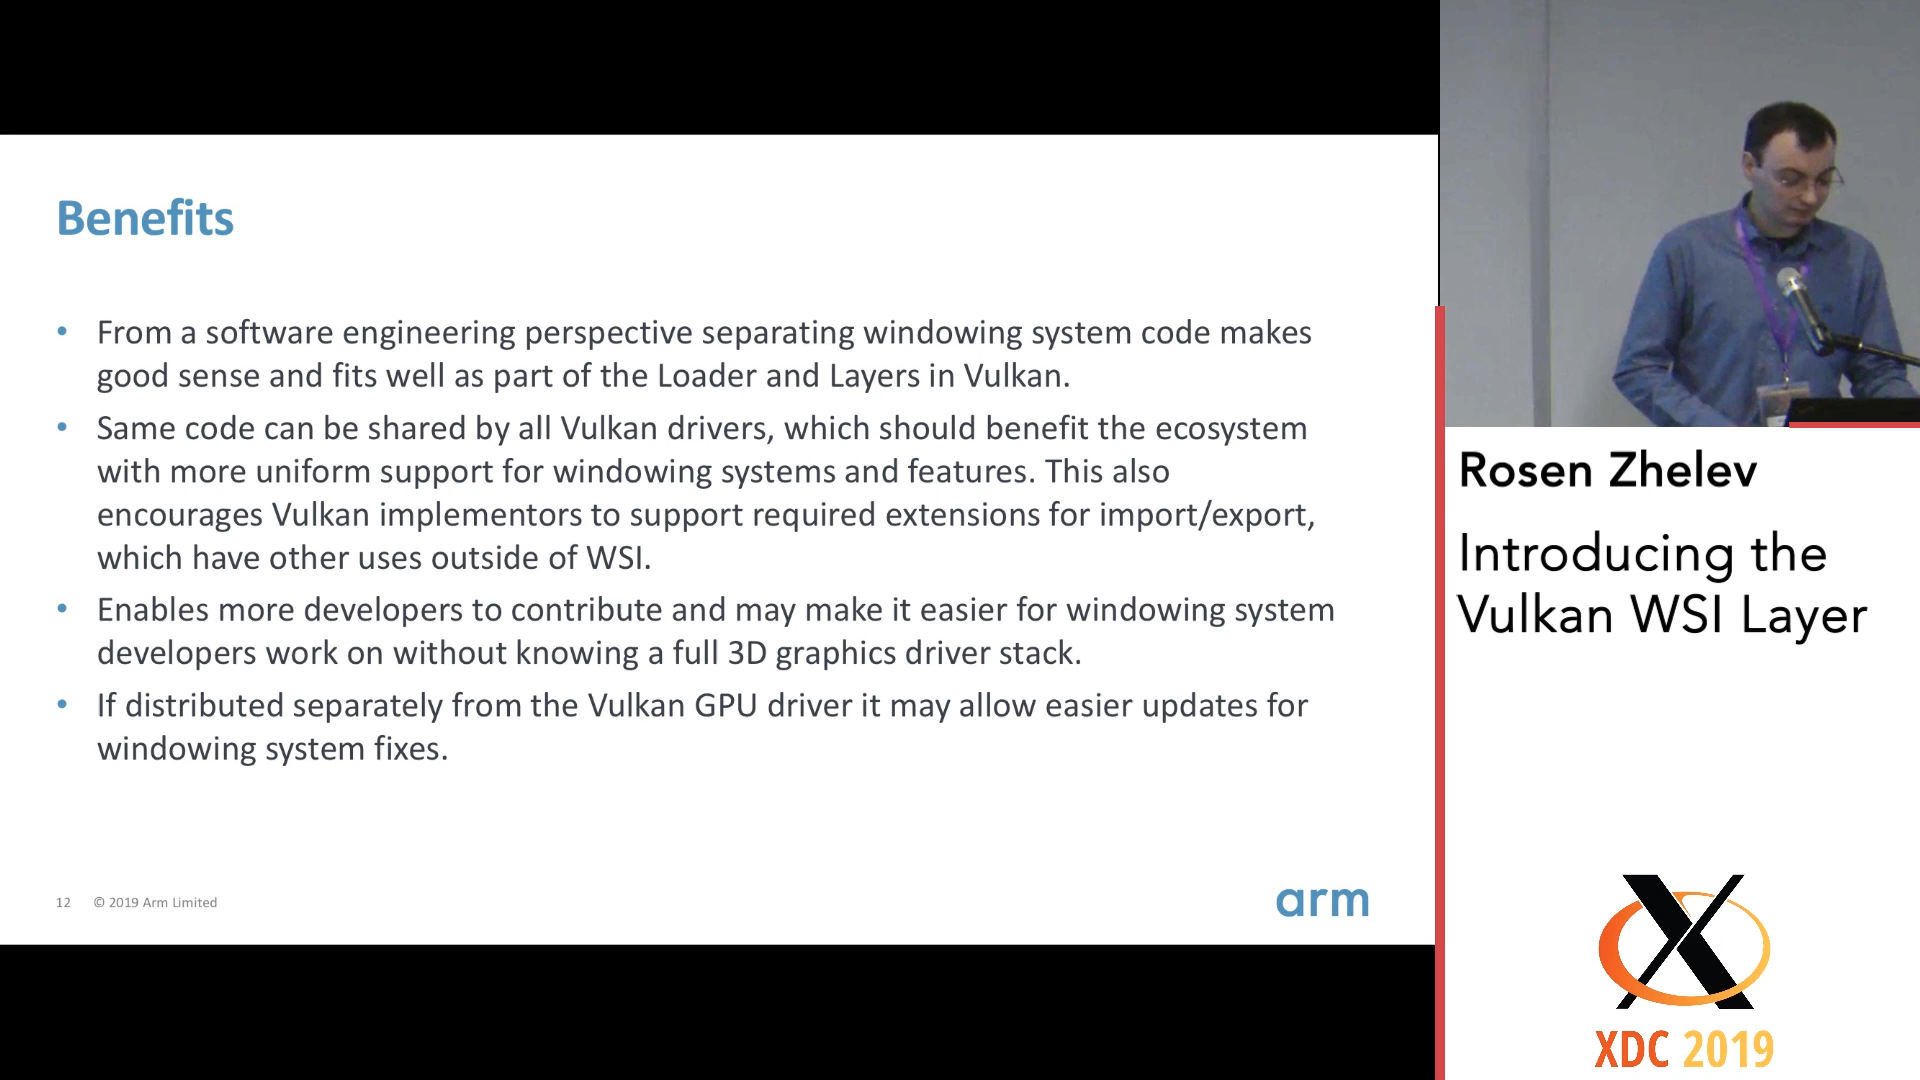 Benefits
• From a software engineering perspective separating windowing system code makes
good sense and fits well as part of the Loader and Layers in Vulkan.
• Same code can be shared by all Vulkan drivers, which should benefit the ecosystem
with more uniform support for windowing systems and features. This also
encourages Vulkan implementors to support required extensions for import/export,
which have other uses outside of WSI.
• Enables more developers to contribute and may make it easier for windowing system
developers work on without knowing a full 3D graphics driver stack.
• If distributed separately from the Vulkan GPU driver it may allow easier updates for
windowing system fixes.
12 © 2019 Arm Limited
arm
Rosen Zhelev
Introducing the
Vulkan WSI Layer
X
XDC 2019